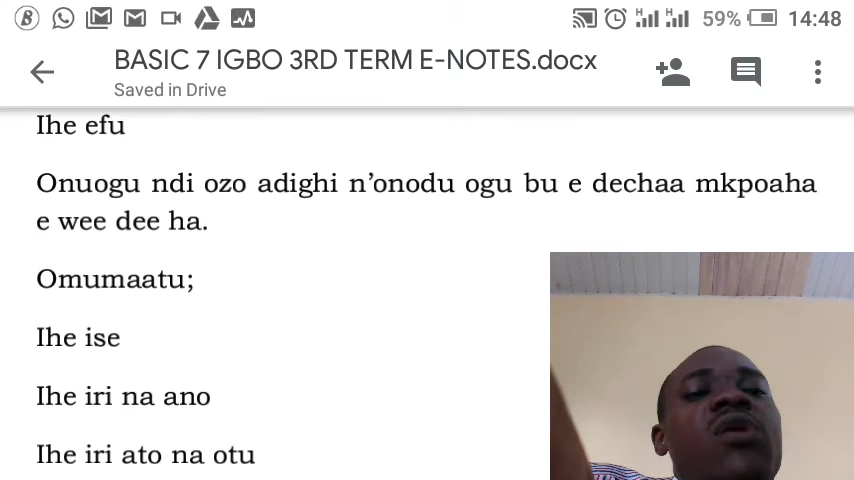 59% 14:48
BASIC 7 IGBO 3RD TERM E-NOTES.docx
Saved in Drive
Ihe efu
Onuogu ndi ozo adighi n’onodu ogu bu e dechaa mkpoaha
e wee dee ha.
Omumaatu;
Ihe ise
Ihe iri na ano
Ihe iri ato na otu